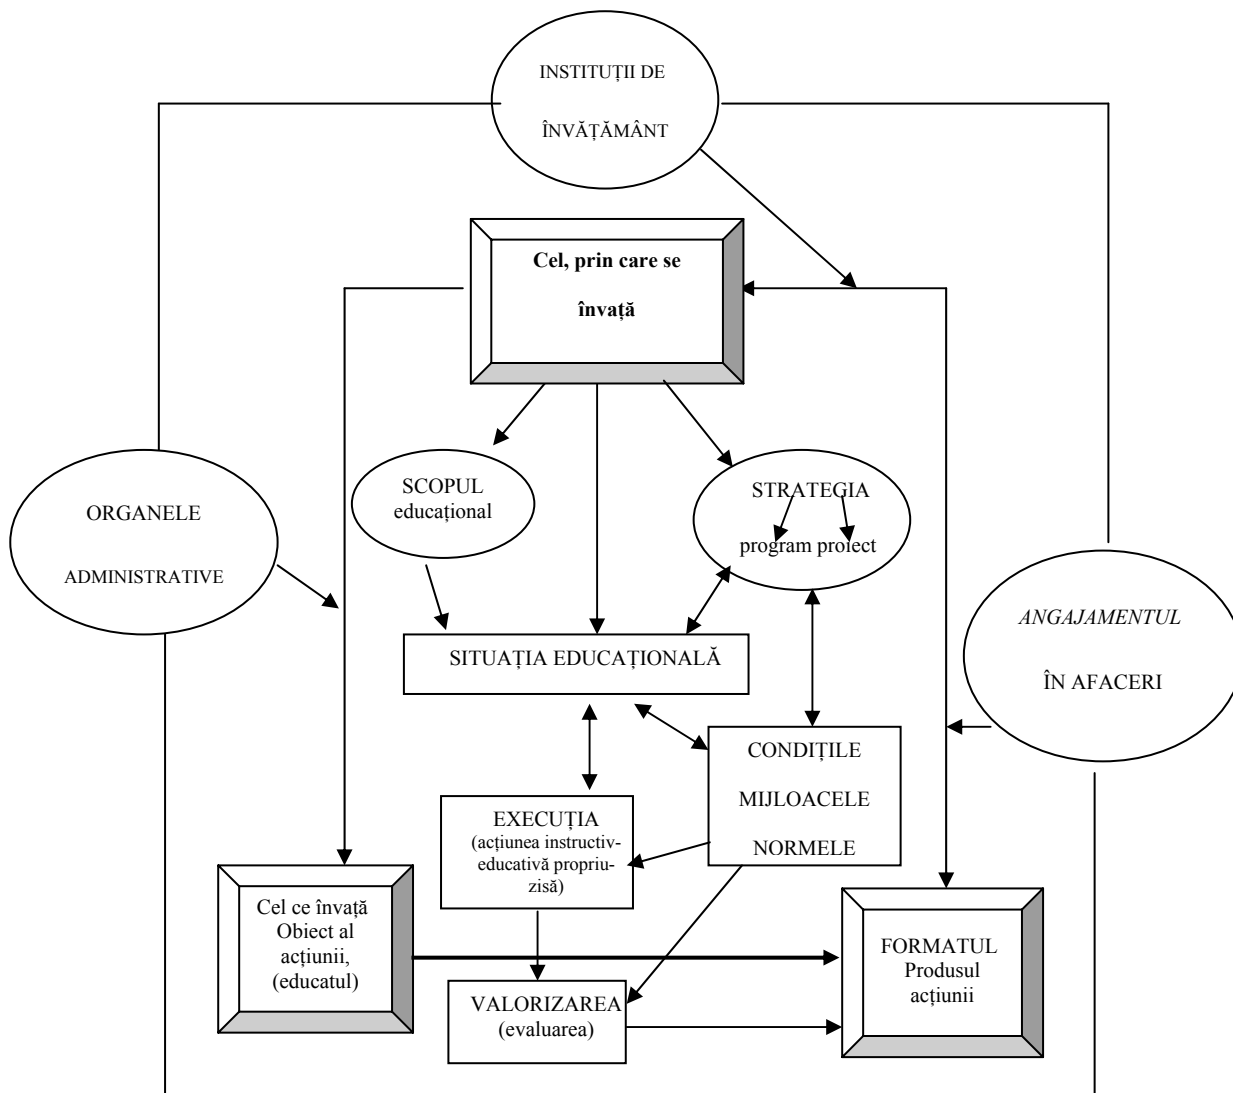 INSTITUȚII DE
ÎNVĂȚĂMÂNT
Cel, prin care se
învață
SCOPUL
educațional
STRATEGIA
program proiect
ORGANELE
ADMINISTRATIVE
ANGAJAMENTUL
ÎN AFACERI
SITUAȚIA EDUCAȚIONALĂ
CONDIȚIILE
MIJLOACELE
NORMELE
EXECUȚIA
(acțiunea instructiv-
educativă propriu-
zisă)
Cel ce învață
Obiect al
acțiunii,
(educatul)
FORMATUL
Produsul
acțiunii
VALORIZAREA
(evaluarea)